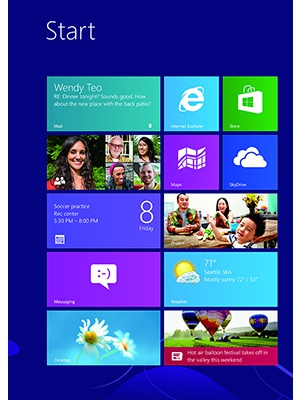 Start
Wendy Teo
RE: Dinner tonight? Sounds good. How
about the new place with the back patio?
Mail
8
Internet Explorer
Store
Maps
SkyDrive
Soccer practice
Rec center
5:30 PM – 8:00 PM
8
Friday
Photos
Messaging
71°
Seattle, WA
Mostly sunny 72° / 53°
Weather
Desktop
Hot air balloon festival takes off in
the valley this weekend